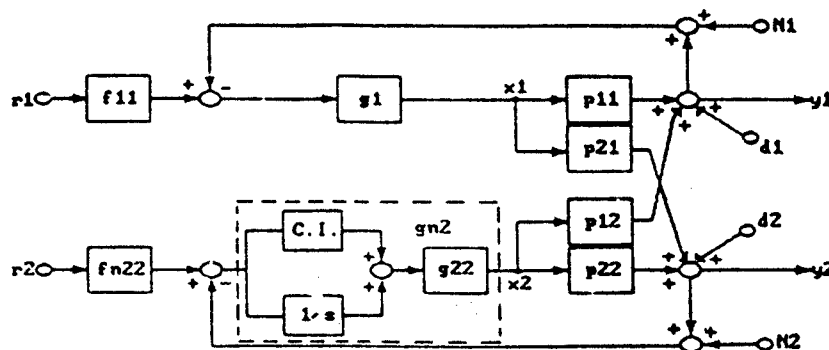 N1
r1
f11
+
-
g1
x1
p11
p21
+
+
+
+
+
+
y1
d1
C.I.
gn2
p12
d2
r2
fn22
+
-
+
+
g22
x2
p22
+
+
+
+
y2
1/s
+
+
N2